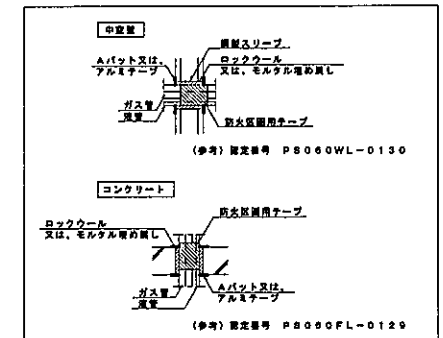 中空壁
鋼製スリーブ
Aパット又は、
アルミテープ
ロックウール
又は、モルタル埋め戻し
ガス管
液管
防火区画用テープ
(参考) 認定番号 PS060WL-0130
コンクリート
ロックウール
又は、モルタル埋め戻し
防火区画用テープ
ガス管
液管
Aパット又は、
アルミテープ
(参考) 認定番号 PS060FL-0129